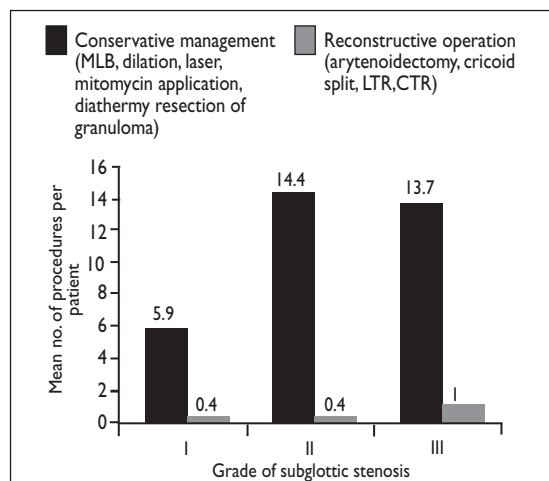 Conservative management
(MLB, dilation, laser,
mitomycin application,
diathermy resection of
granuloma)
Reconstructive operation
(arytenoidectomy, cricoid
split, LTR,CTR)
Mean no. of procedures per
patient
16
14
12
10
8
6
4
2
0
5.9
0.4
14.4
0.4
13.7
1
I
II
III
Grade of subglottic stenosis